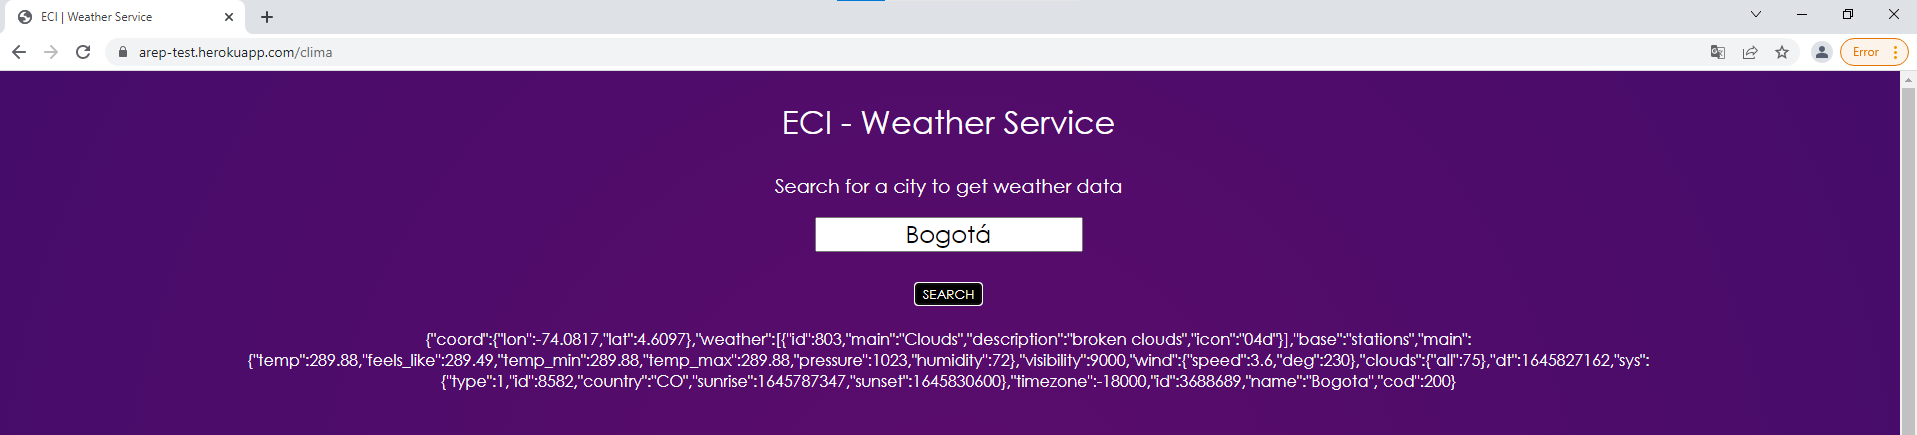 ECI | Weather Service
arep-test.herokuapp.com/clima
Error
ECI - Weather Service
Search for a city to get weather data
Bogotá
SEARCH
{"coord":{"lon":-74.0817,"lat":4.6097},"weather":[{"id":803,"main":"Clouds","description":"broken clouds","icon":"04d"}],"base":"stations","main":
{"temp":289.88,"feels_like":289.49,"temp_min":289.88,"temp_max":289.88,"pressure":1023,"humidity":72},"visibility":9000,"wind":{"speed":3.6,"deg":230},"clouds":{"all":75},"dt":1645827162,"sys":
{"type":1,"id":8582,"country":"CO","sunrise":1645787347,"sunset":1645830600},"timezone":-18000,"id":3688689,"name":"Bogota","cod":200}